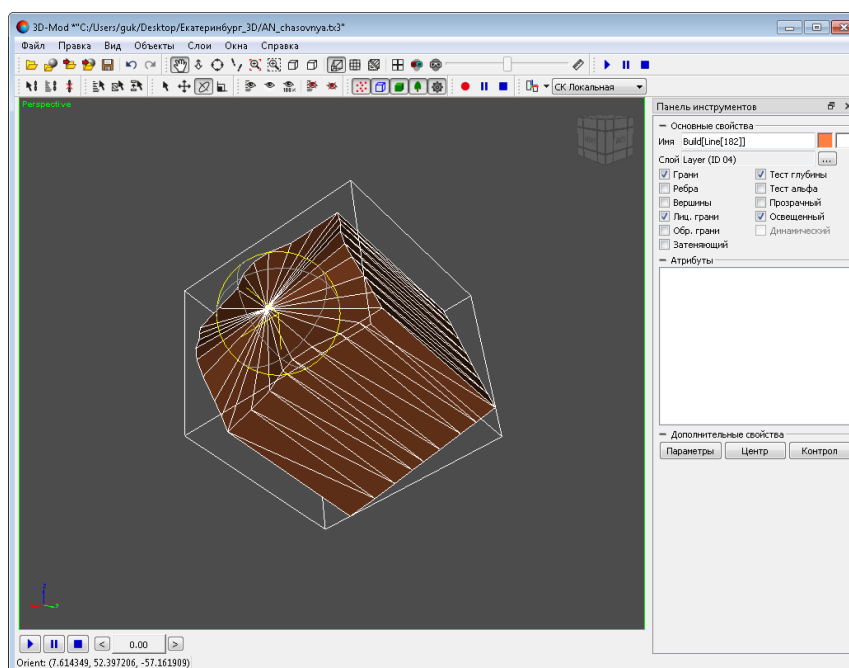 3D-Mod *"C:/Users/guk/Desktop/Екатеринбург_3D/AN_chasovnya.tx3"
Файл Правка Вид Объекты Слои Окна Справка
100%
СК Локальная
Perspective
Панель инструментов
Основные свойства
Имя Build[Line[182]]
Слой Layer (ID 04) ...
Грани Тест глубины
Ребра Тест альфа
Вершины Прозрачный
Лиц. грани Освещенный
Обр. грани Динамический
Затеняющий
Атрибуты
Дополнительные свойства
Параметры Центр Контрол
z
< 0.00 >
Orient: (7.614349, 52.397206, -57.161909)